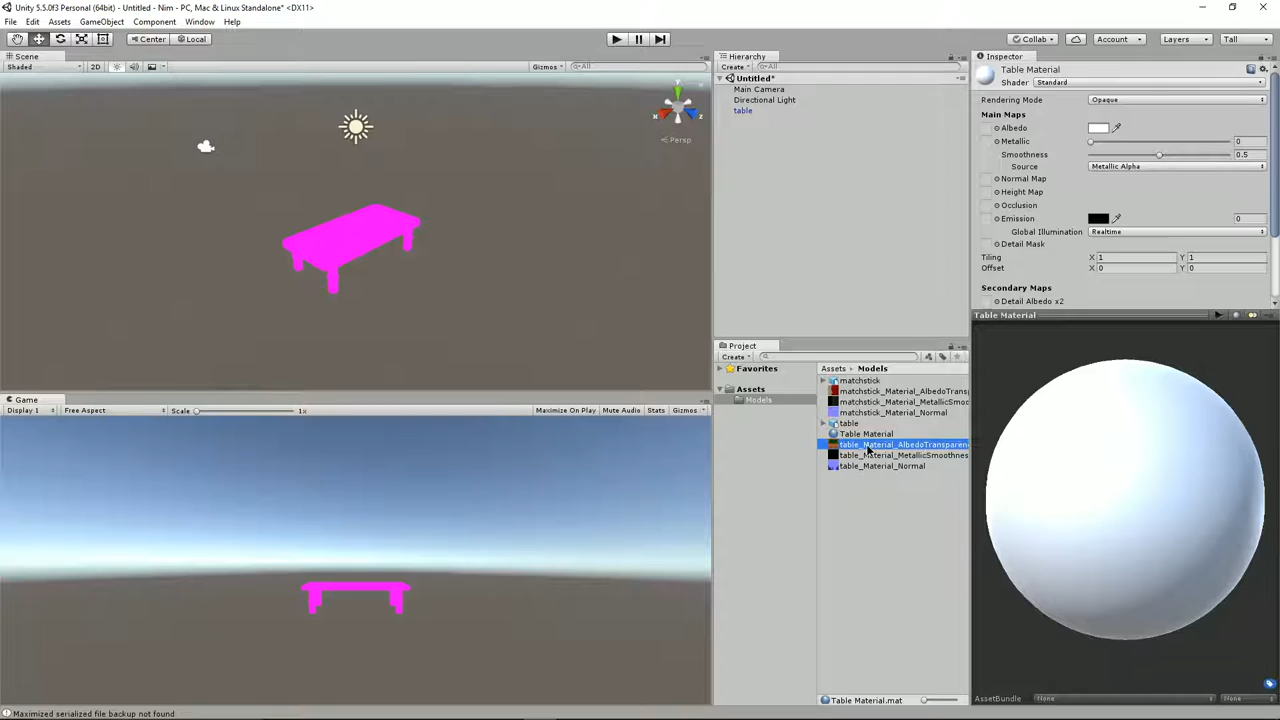 Unity 5.5.0f3 Personal (64bit) - Untitled - Nim - PC, Mac & Linux Standalone* <DX11>
File Edit Assets GameObject Component Window Help
Center Local
Collab Account Layers Tall
Scene
Shaded 2D Gizmos All
Persp
Game
Display 1 Free Aspect Scale 1x Maximize On Play Mute Audio Stats Gizmos
Hierarchy
Create All
Untitled*
Main Camera
Directional Light
table
Project
Create
Favorites
Assets
Models
Assets Models
matchstick
matchstick_Material_AlbedoTransp
matchstick_Material_MetallicSmoo
matchstick_Material_Normal
table
Table Material
table_Material_AlbedoTransparen
table_Material_MetallicSmoothnes
table_Material_Normal
Table Material.mat
Inspector
Table Material
Shader Standard
Rendering Mode Opaque
Main Maps
Albedo
Metallic 0
Smoothness 0.5
Source Metallic Alpha
Normal Map
Height Map
Occlusion
Emission 0
Global Illumination Realtime
Detail Mask
Tiling X 1 Y 1
Offset X 0 Y 0
Secondary Maps
Detail Albedo x2
Table Material
AssetBundle None None
Maximized serialized file backup not found